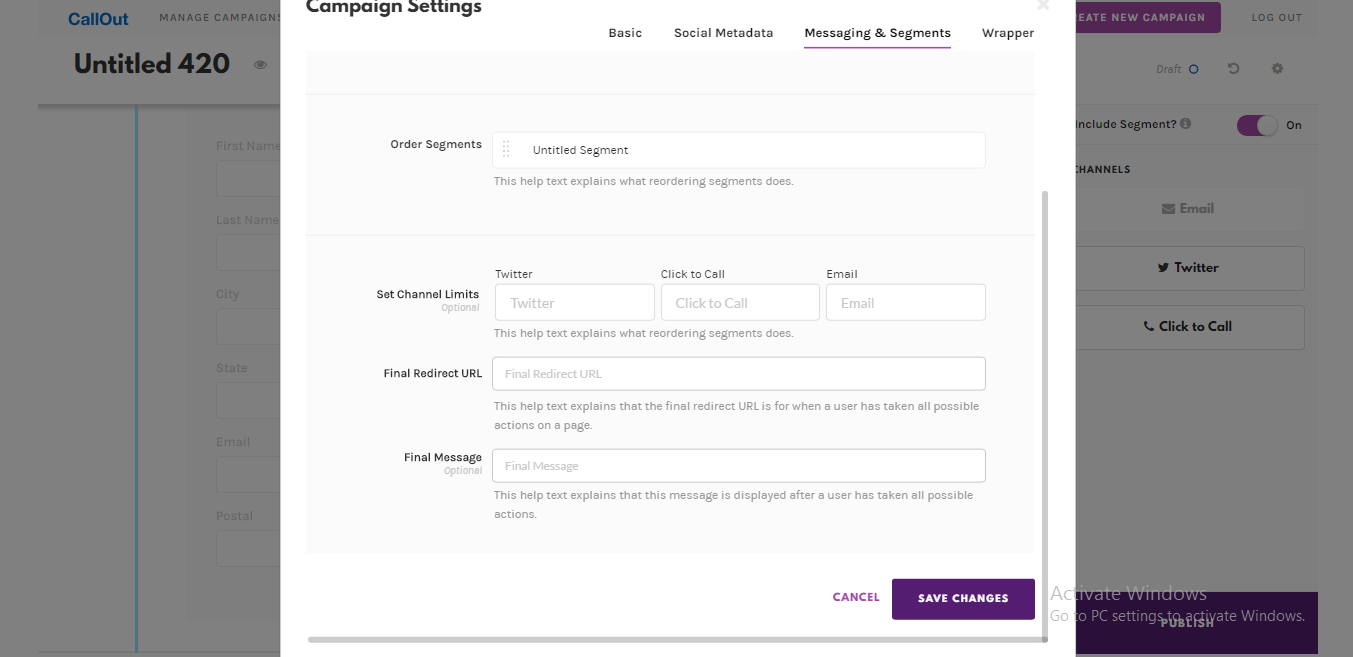 Campaign Settings
CallOut
MANAGE CAMPAIGNS
REATE NEW CAMPAIGN
LOG OUT
Basic
Social Metadata
Messaging & Segments
Wrapper
Untitled 420
Draft
Include Segment?
On
First Name
Order Segments
Untitled Segment
This help text explains what reordering segments does.
CHANNELS
Email
Last Name
Twitter
Click to Call
Email
Twitter
Set Channel Limits
Optional
Twitter
Click to Call
Email
City
This help text explains what reordering segments does.
Click to Call
State
Final Redirect URL
Final Redirect URL
This help text explains that the final redirect URL is for when a user has taken all possible
actions on a page.
Email
Final Message
Optional
Final Message
This help text explains that this message is displayed after a user has taken all possible
actions.
Postal
CANCEL
SAVE CHANGES
Activate Windows
Go to PC settings to activate Windows.
PUBLISH